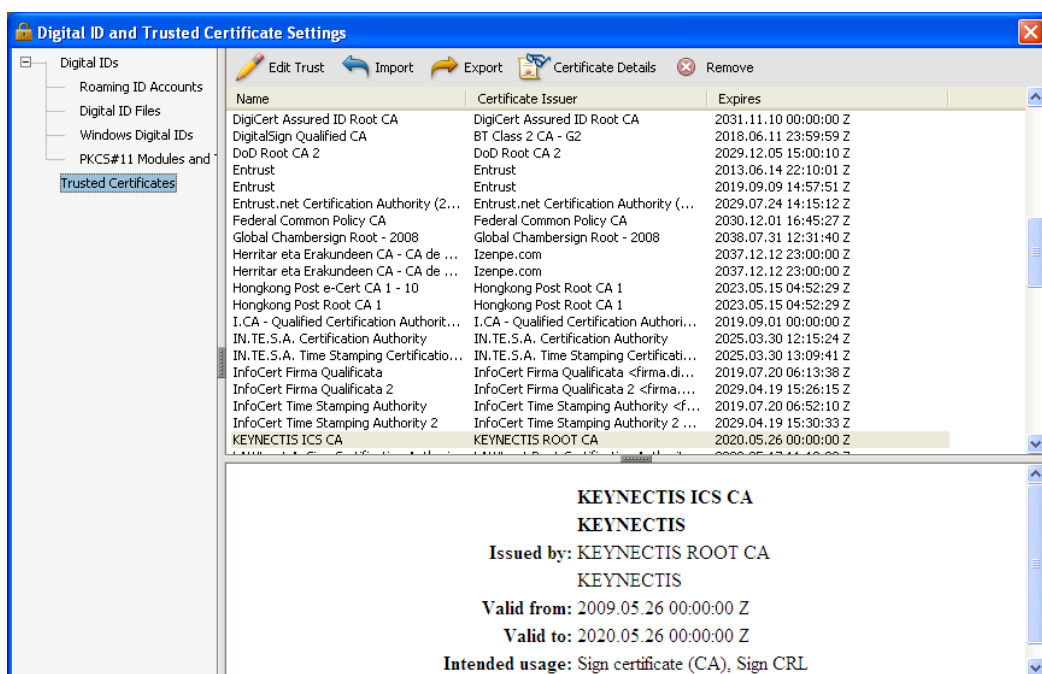 Digital ID and Trusted Certificate Settings
Digital IDs
Roaming ID Accounts
Digital ID Files
Windows Digital IDs
PKCS#11 Modules and
Trusted Certificates
Edit Trust Import Export Certificate Details Remove
Name Certificate Issuer Expires
DigiCert Assured ID Root CA DigiCert Assured ID Root CA 2031.11.10 00:00:00 Z
DigitalSign Qualified CA BT Class 2 CA - G2 2018.06.11 23:59:59 Z
DoD Root CA 2 DoD Root CA 2 2029.12.05 15:00:10 Z
Entrust Entrust 2013.06.14 22:10:01 Z
Entrust Entrust 2019.09.09 14:57:51 Z
Entrust.net Certification Authority (2... Entrust.net Certification Authority (... 2029.07.24 14:15:12 Z
Federal Common Policy CA Federal Common Policy CA 2030.12.01 16:45:27 Z
Global Chambersign Root - 2008 Global Chambersign Root - 2008 2038.07.31 12:31:40 Z
Herritar eta Erakundeen CA - CA de ... Izenpe.com 2037.12.12 23:00:00 Z
Herritar eta Erakundeen CA - CA de ... Izenpe.com 2037.12.12 23:00:00 Z
Hongkong Post e-Cert CA 1 - 10 Hongkong Post Root CA 1 2023.05.15 04:52:29 Z
Hongkong Post Root CA 1 Hongkong Post Root CA 1 2023.05.15 04:52:29 Z
I.CA - Qualified Certification Authorit... I.CA - Qualified Certification Authori... 2019.09.01 00:00:00 Z
IN.TE.S.A. Certification Authority IN.TE.S.A. Certification Authority 2025.03.30 12:15:24 Z
IN.TE.S.A. Time Stamping Certificatio... IN.TE.S.A. Time Stamping Certificati... 2025.03.30 13:09:41 Z
InfoCert Firma Qualificata InfoCert Firma Qualificata <firma.di... 2019.07.20 06:13:38 Z
InfoCert Firma Qualificata 2 InfoCert Firma Qualificata 2 <firma.... 2029.04.19 15:26:15 Z
InfoCert Time Stamping Authority InfoCert Time Stamping Authority <f... 2019.07.20 06:52:10 Z
InfoCert Time Stamping Authority 2 InfoCert Time Stamping Authority 2 ... 2029.04.19 15:30:33 Z
KEYNECTIS ICS CA KEYNECTIS ROOT CA 2020.05.26 00:00:00 Z
KEYNECTIS ICS CA
KEYNECTIS
Issued by: KEYNECTIS ROOT CA
KEYNECTIS
Valid from: 2009.05.26 00:00:00 Z
Valid to: 2020.05.26 00:00:00 Z
Intended usage: Sign certificate (CA), Sign CRL